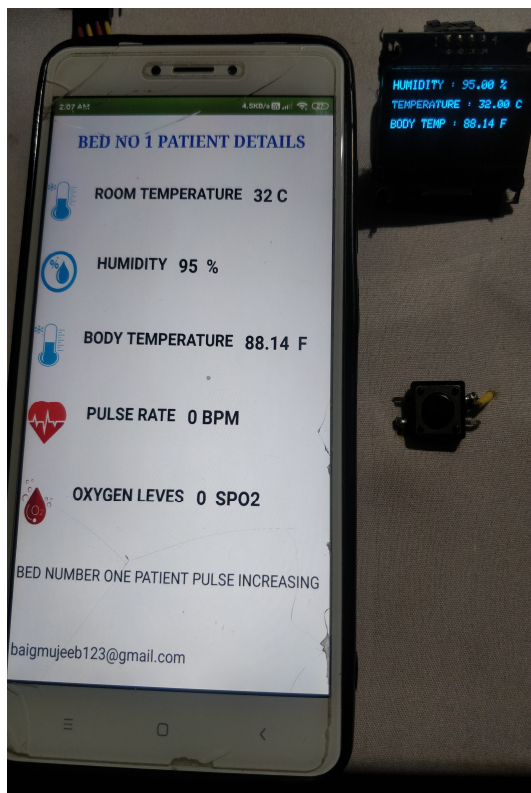 2:07 AM 4.5KB/s
BED NO 1 PATIENT DETAILS
ROOM TEMPERATURE 32 C
HUMIDITY 95 %
BODY TEMPERATURE 88.14 F
PULSE RATE 0 BPM
OXYGEN LEVES 0 SPO2
BED NUMBER ONE PATIENT PULSE INCREASING
baigmujeeb123@gmail.com
HUMIDITY : 95.00 %
TEMPERATURE : 32.00 C
BODY TEMP : 88.14 F